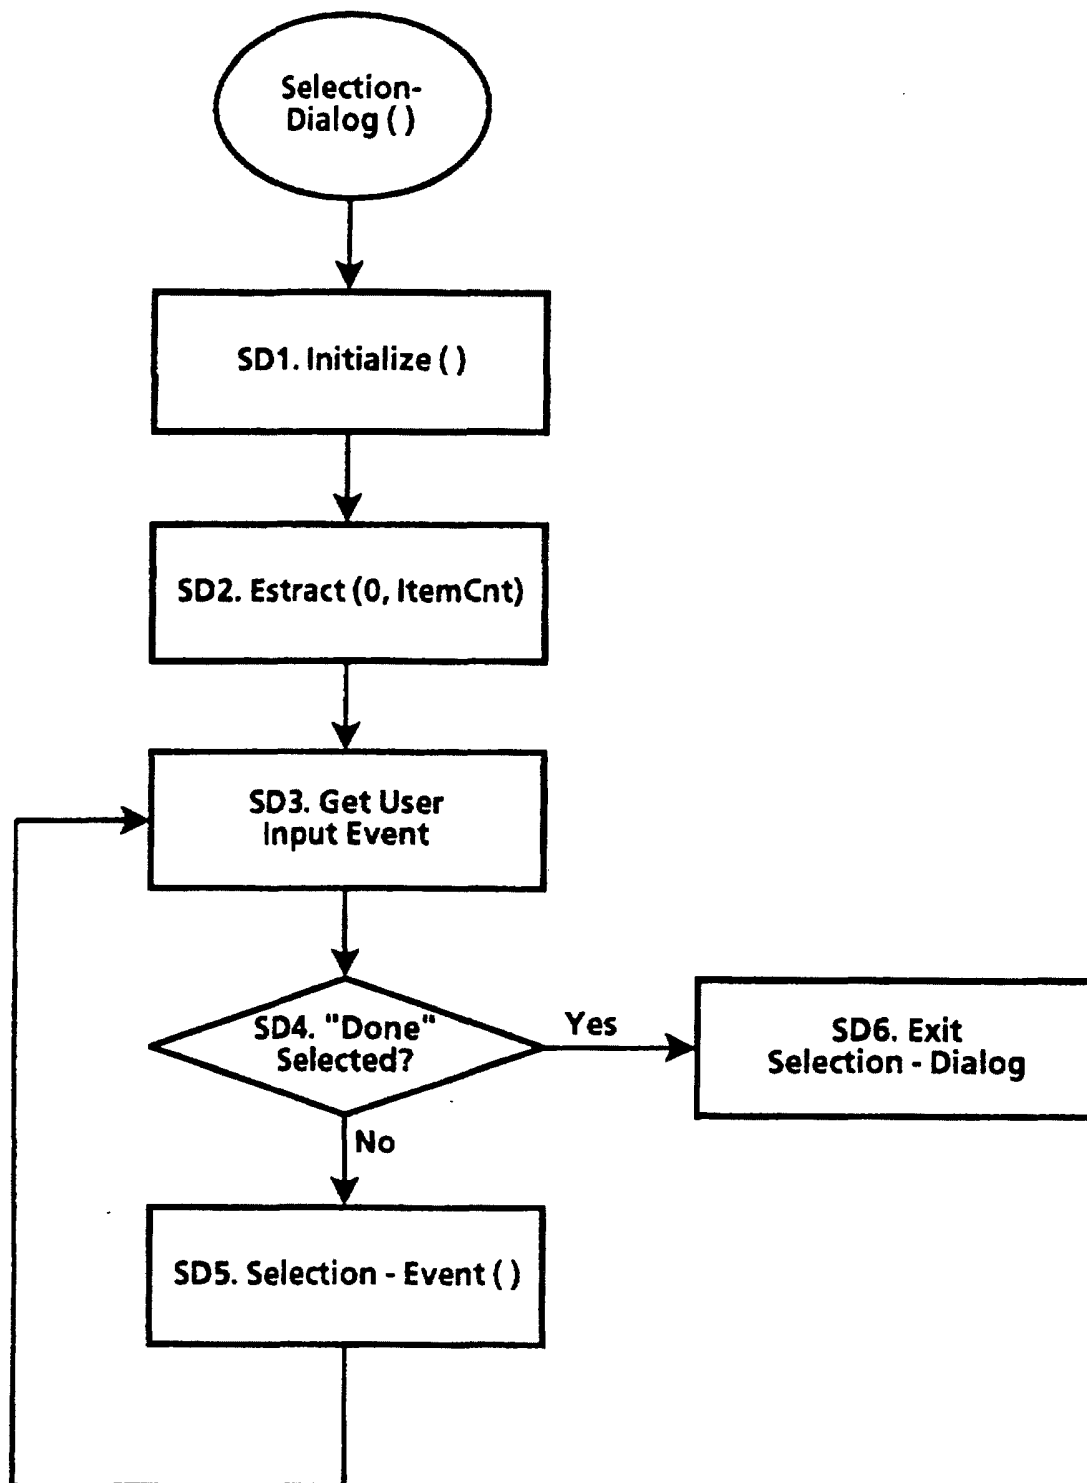 Selection-
Dialog ( )
SD1. Initialize ( )
SD2. Estract (0, ItemCnt)
SD3. Get User
Input Event
SD4. "Done"
Selected?
Yes
SD6. Exit
Selection - Dialog
No
SD5. Selection - Event ( )